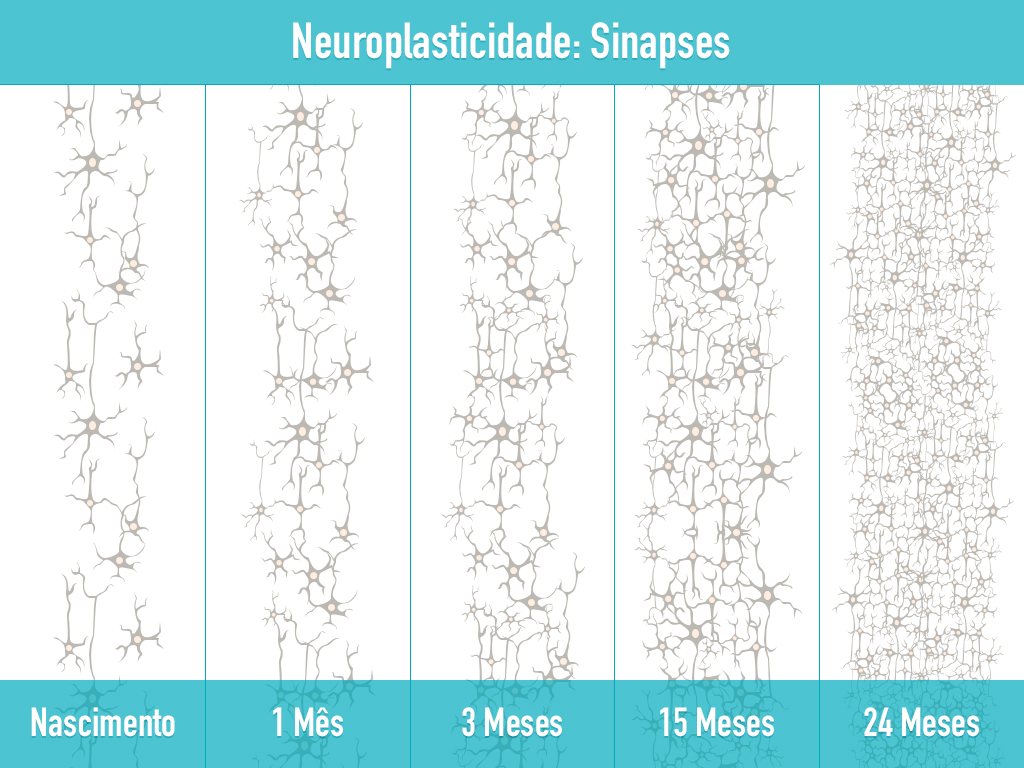 Neuroplasticidade: Sinapses
Nascimento
1 Mês
3 Meses
15 Meses
24 Meses